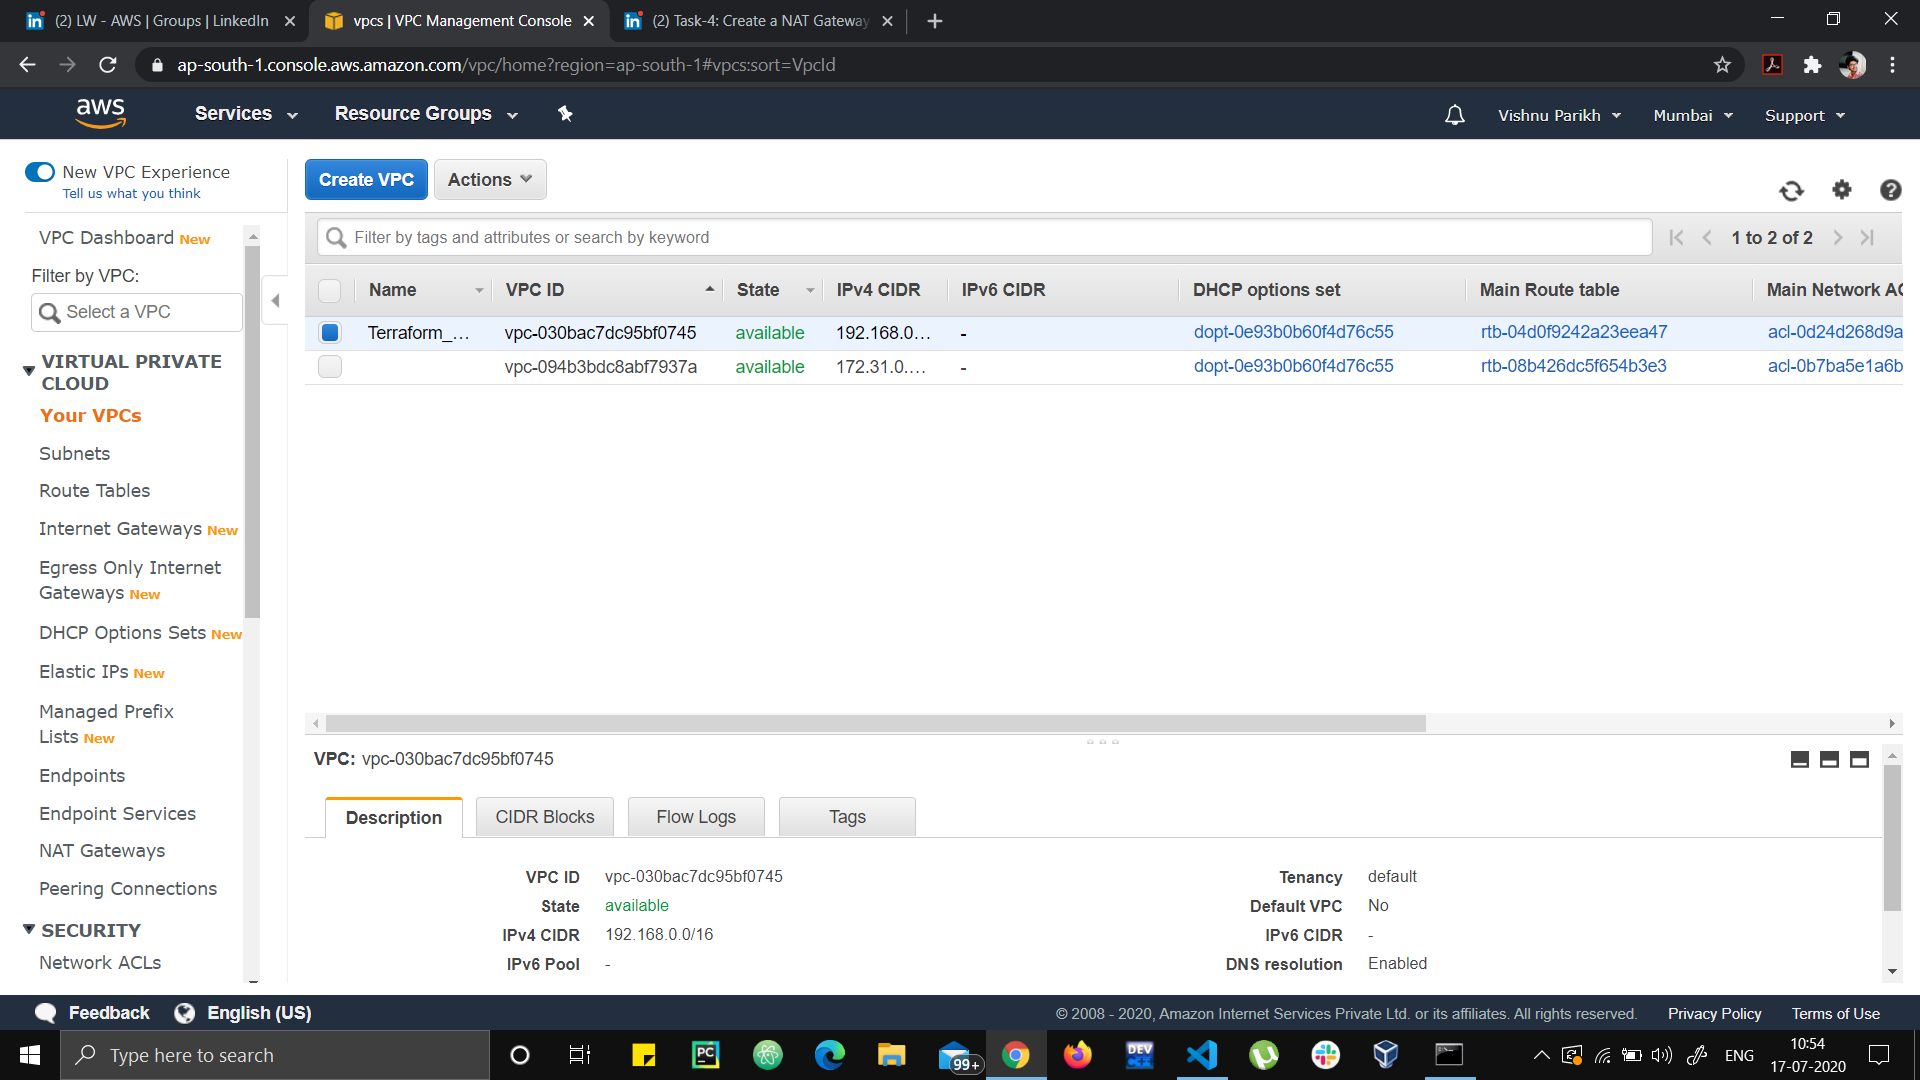 (2) LW - AWS | Groups | LinkedIn
vpcs | VPC Management Console
(2) Task-4: Create a NAT Gateway
ap-south-1.console.aws.amazon.com/vpc/home?region=ap-south-1#vpcs:sort=VpcId
aws
Services
Resource Groups
Vishnu Parikh
Mumbai
Support
New VPC Experience
Tell us what you think
VPC Dashboard New
Filter by VPC:
Select a VPC
VIRTUAL PRIVATE
CLOUD
Your VPCs
Subnets
Route Tables
Internet Gateways New
Egress Only Internet
Gateways New
DHCP Options Sets New
Elastic IPs New
Managed Prefix
Lists New
Endpoints
Endpoint Services
NAT Gateways
Peering Connections
SECURITY
Network ACLs
Create VPC
Actions
Filter by tags and attributes or search by keyword
1 to 2 of 2
Name VPC ID State IPv4 CIDR IPv6 CIDR DHCP options set Main Route table Main Network AC
Terraform_... vpc-030bac7dc95bf0745 available 192.168.0... - dopt-0e93b0b60f4d76c55 rtb-04d0f9242a23eea47 acl-0d24d268d9a
vpc-094b3bdc8abf7937a available 172.31.0.... - dopt-0e93b0b60f4d76c55 rtb-08b426dc5f654b3e3 acl-0b7ba5e1a6b
VPC: vpc-030bac7dc95bf0745
Description
CIDR Blocks
Flow Logs
Tags
VPC ID vpc-030bac7dc95bf0745
State available
IPv4 CIDR 192.168.0.0/16
IPv6 Pool -
Tenancy default
Default VPC No
IPv6 CIDR -
DNS resolution Enabled
Feedback
English (US)
© 2008 - 2020, Amazon Internet Services Private Ltd. or its affiliates. All rights reserved.
Privacy Policy
Terms of Use
Type here to search
PC
99+
DEV
C++
ENG
10:54
17-07-2020